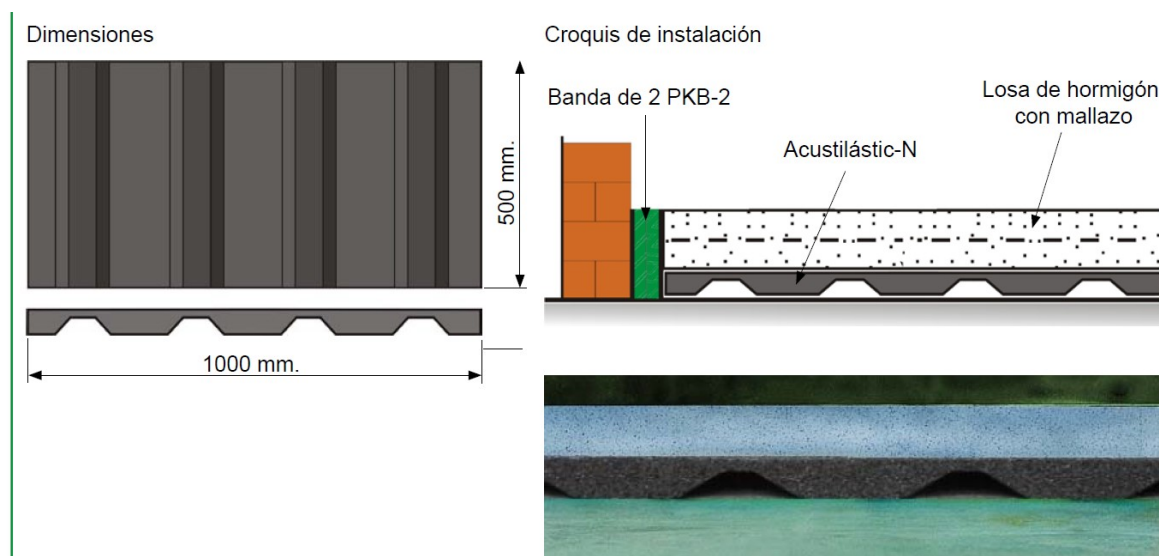 Dimensiones
500 mm.
1000 mm.
Croquis de instalación
Banda de 2 PKB-2
Losa de hormigón
con mallazo
Acustilástic-N